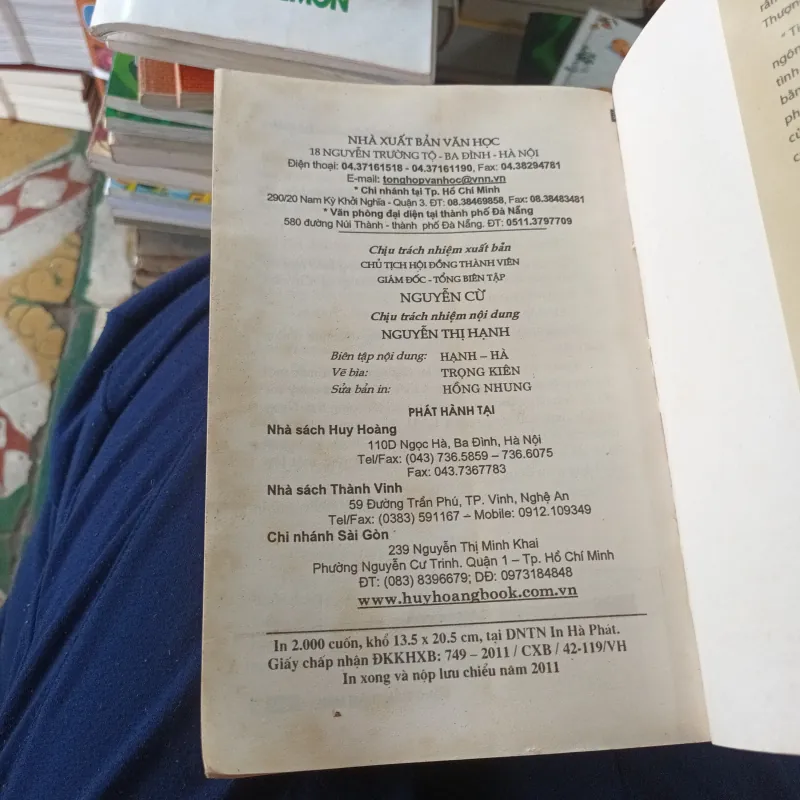 EMON
NHÀ XUẤT BẢN VĂN HỌC
18 NGUYỄN TRƯỜNG TỘ - BA ĐÌNH - HÀ NỘI
Điện thoại: 04.37161518 - 04.37161190, Fax: 04.38294781
E-mail: tonghopvanhoc@vnn.vn
* Chi nhánh tại Tp. Hồ Chí Minh
290/20 Nam Kỳ Khởi Nghĩa - Quận 3. ĐT: 08.38469858, Fax: 08.38483481
* Văn phòng đại diện tại thành phố Đà Nẵng
580 đường Núi Thành - thành phố Đà Nẵng. ĐT: 0511.3797709
Chịu trách nhiệm xuất bản
CHỦ TỊCH HỘI ĐỒNG THÀNH VIÊN
GIÁM ĐỐC - TỔNG BIÊN TẬP
NGUYỄN CỪ
Chịu trách nhiệm nội dung
NGUYỄN THỊ HẠNH
Biên tập nội dung: HẠNH – HÀ
Vẽ bìa: TRỌNG KIÊN
Sửa bản in: HỒNG NHUNG
PHÁT HÀNH TẠI
Nhà sách Huy Hoàng
110D Ngọc Hà, Ba Đình, Hà Nội
Tel/Fax: (043) 736.5859 – 736.6075
Fax: 043.7367783
Nhà sách Thành Vinh
59 Đường Trần Phú, TP. Vinh, Nghệ An
Tel/Fax: (0383) 591167 – Mobile: 0912.109349
Chi nhánh Sài Gòn
239 Nguyễn Thị Minh Khai
Phường Nguyễn Cư Trinh. Quận 1 – Tp. Hồ Chí Minh
ĐT: (083) 8396679; DĐ: 0973184848
www.huyhoangbook.com.vn
In 2.000 cuốn, khổ 13.5 x 20.5 cm, tại DNTN In Hà Phát.
Giấy chấp nhận ĐKKHXB: 749 – 2011 / CXB / 42-119/VH
In xong và nộp lưu chiểu năm 2011
Thượn
ngôn
tình
bằn